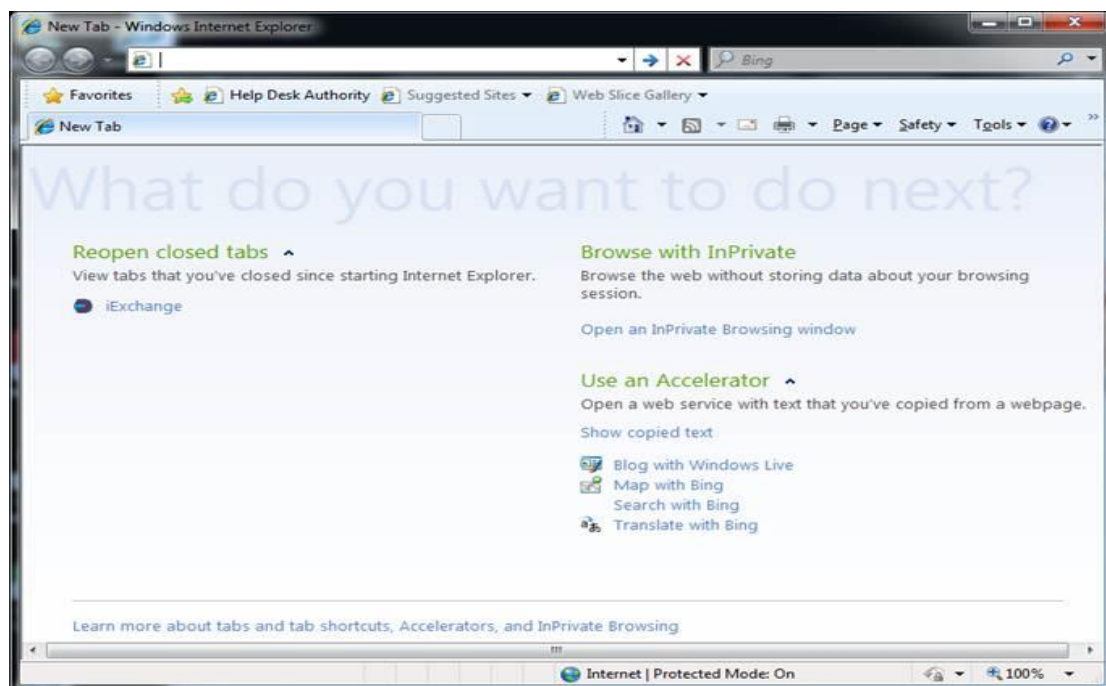 New Tab - Windows Internet Explorer
Bing
Favorites Help Desk Authority Suggested Sites Web Slice Gallery
New Tab Page Safety Tools
What do you want to do next?
Reopen closed tabs
View tabs that you've closed since starting Internet Explorer.
iExchange
Browse with InPrivate
Browse the web without storing data about your browsing
session.
Open an InPrivate Browsing window
Use an Accelerator
Open a web service with text that you've copied from a webpage.
Show copied text
Blog with Windows Live
Map with Bing
Search with Bing
Translate with Bing
Learn more about tabs and tab shortcuts, Accelerators, and InPrivate Browsing
Internet | Protected Mode: On 100%